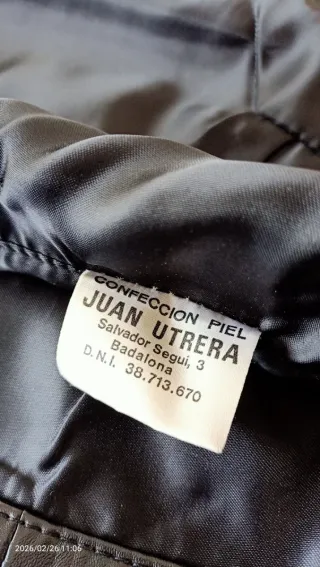 CONFECCION PIEL
JUAN UTRERA
Salvador Seguí, 3
Badalona
D.N.I. 38.713.670
2026/02/26 11:06